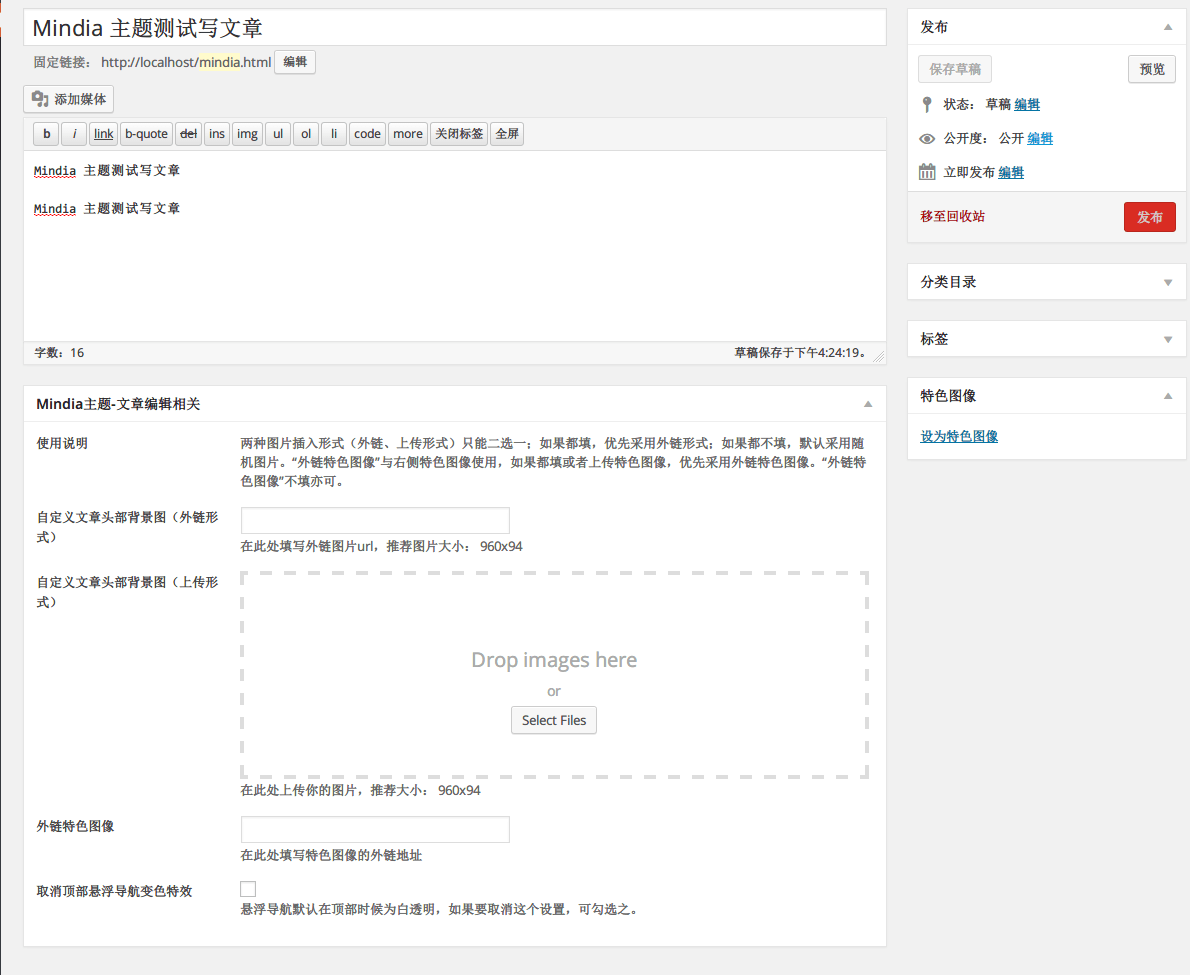 Mindia 主题测试写文章
固定链接： http://localhost/mindia.html 编辑
添加媒体
b i link b-quote del ins img ul ol li code more 关闭标签 全屏
Mindia 主题测试写文章
Mindia 主题测试写文章
字数：16 草稿保存于下午4:24:19。
Mindia主题-文章编辑相关
使用说明
两种图片插入形式（外链、上传形式）只能二选一；如果都填，优先采用外链形式；如果都不填，默认采用随
机图片。“外链特色图像”与右侧特色图像使用，如果都填或者上传特色图像，优先采用外链特色图像。“外链特
色图像”不填亦可。
自定义文章头部背景图（外链形
式）
在此处填写外链图片url，推荐图片大小： 960x94
自定义文章头部背景图（上传形
式）
Drop images here
or
Select Files
在此处上传你的图片，推荐大小： 960x94
外链特色图像
在此处填写特色图像的外链地址
取消顶部悬浮导航变色特效
悬浮导航默认在顶部时候为白透明，如果要取消这个设置，可勾选之。
发布
保存草稿 预览
状态： 草稿 编辑
公开度： 公开 编辑
立即发布 编辑
移至回收站 发布
分类目录
标签
特色图像
设为特色图像